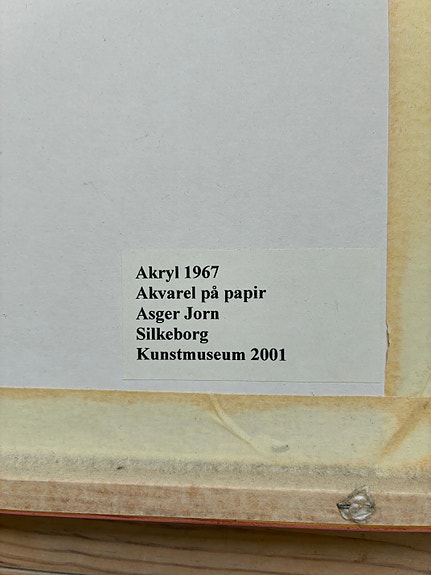 Akryl 1967
Akvarel på papir
Asger Jorn
Silkeborg
Kunstmuseum 2001